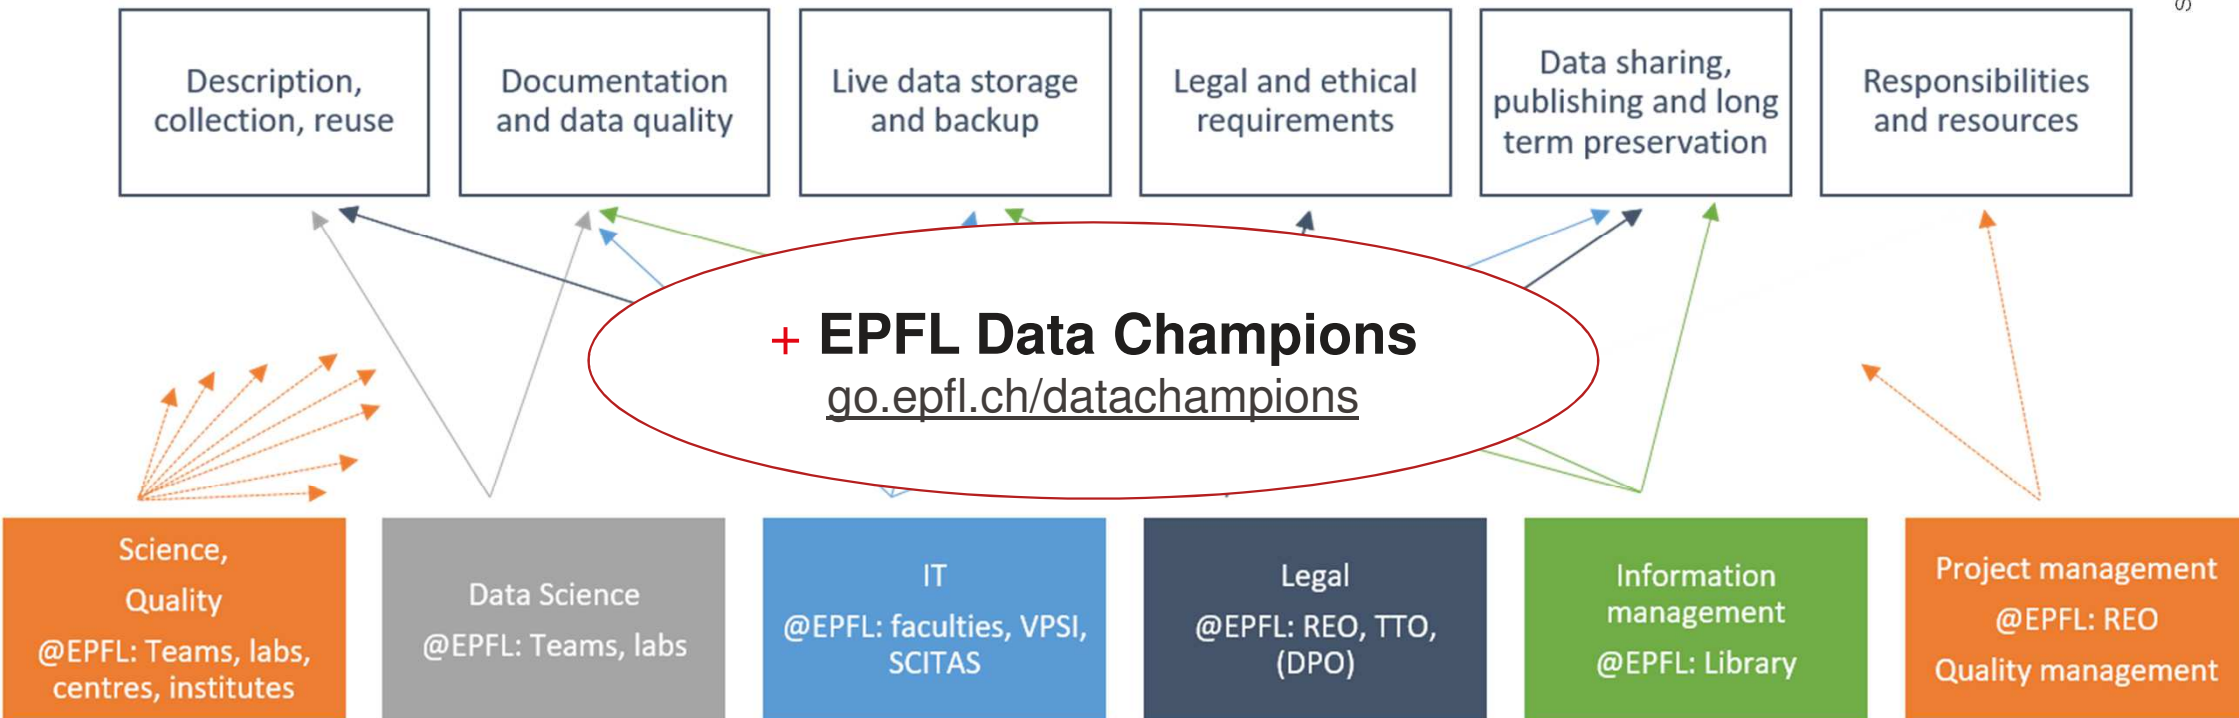 Description,
collection, reuse
Documentation
and data quality
Live data storage
and backup
Legal and ethical
requirements
Data sharing,
publishing and long
term preservation
Responsibilities
and resources
+ EPFL Data Champions
go.epfl.ch/datachampions
Science,
Quality
@EPFL: Teams, labs,
centres, institutes
Data Science
@EPFL: Teams, labs
IT
@EPFL: faculties, VPSI,
SCITAS
Legal
@EPFL: REO, TTO,
(DPO)
Information
management
@EPFL: Library
Project management
@EPFL: REO
Quality management